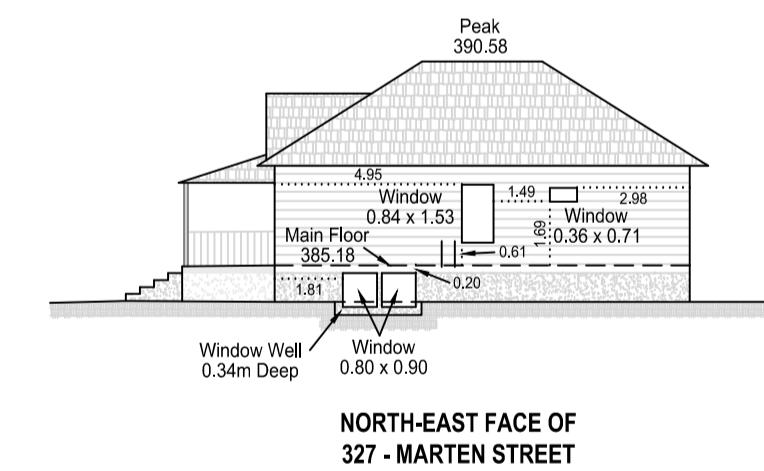 Peak
390.58
4.95
1.49
2.98
Window
0.84 x 1.53
Window
0.36 x 0.71
1.69
Main Floor
385.18
0.61
0.20
1.81
Window Well
0.34m Deep
Window
0.80 x 0.90
NORTH-EAST FACE OF
327 - MARTEN STREET